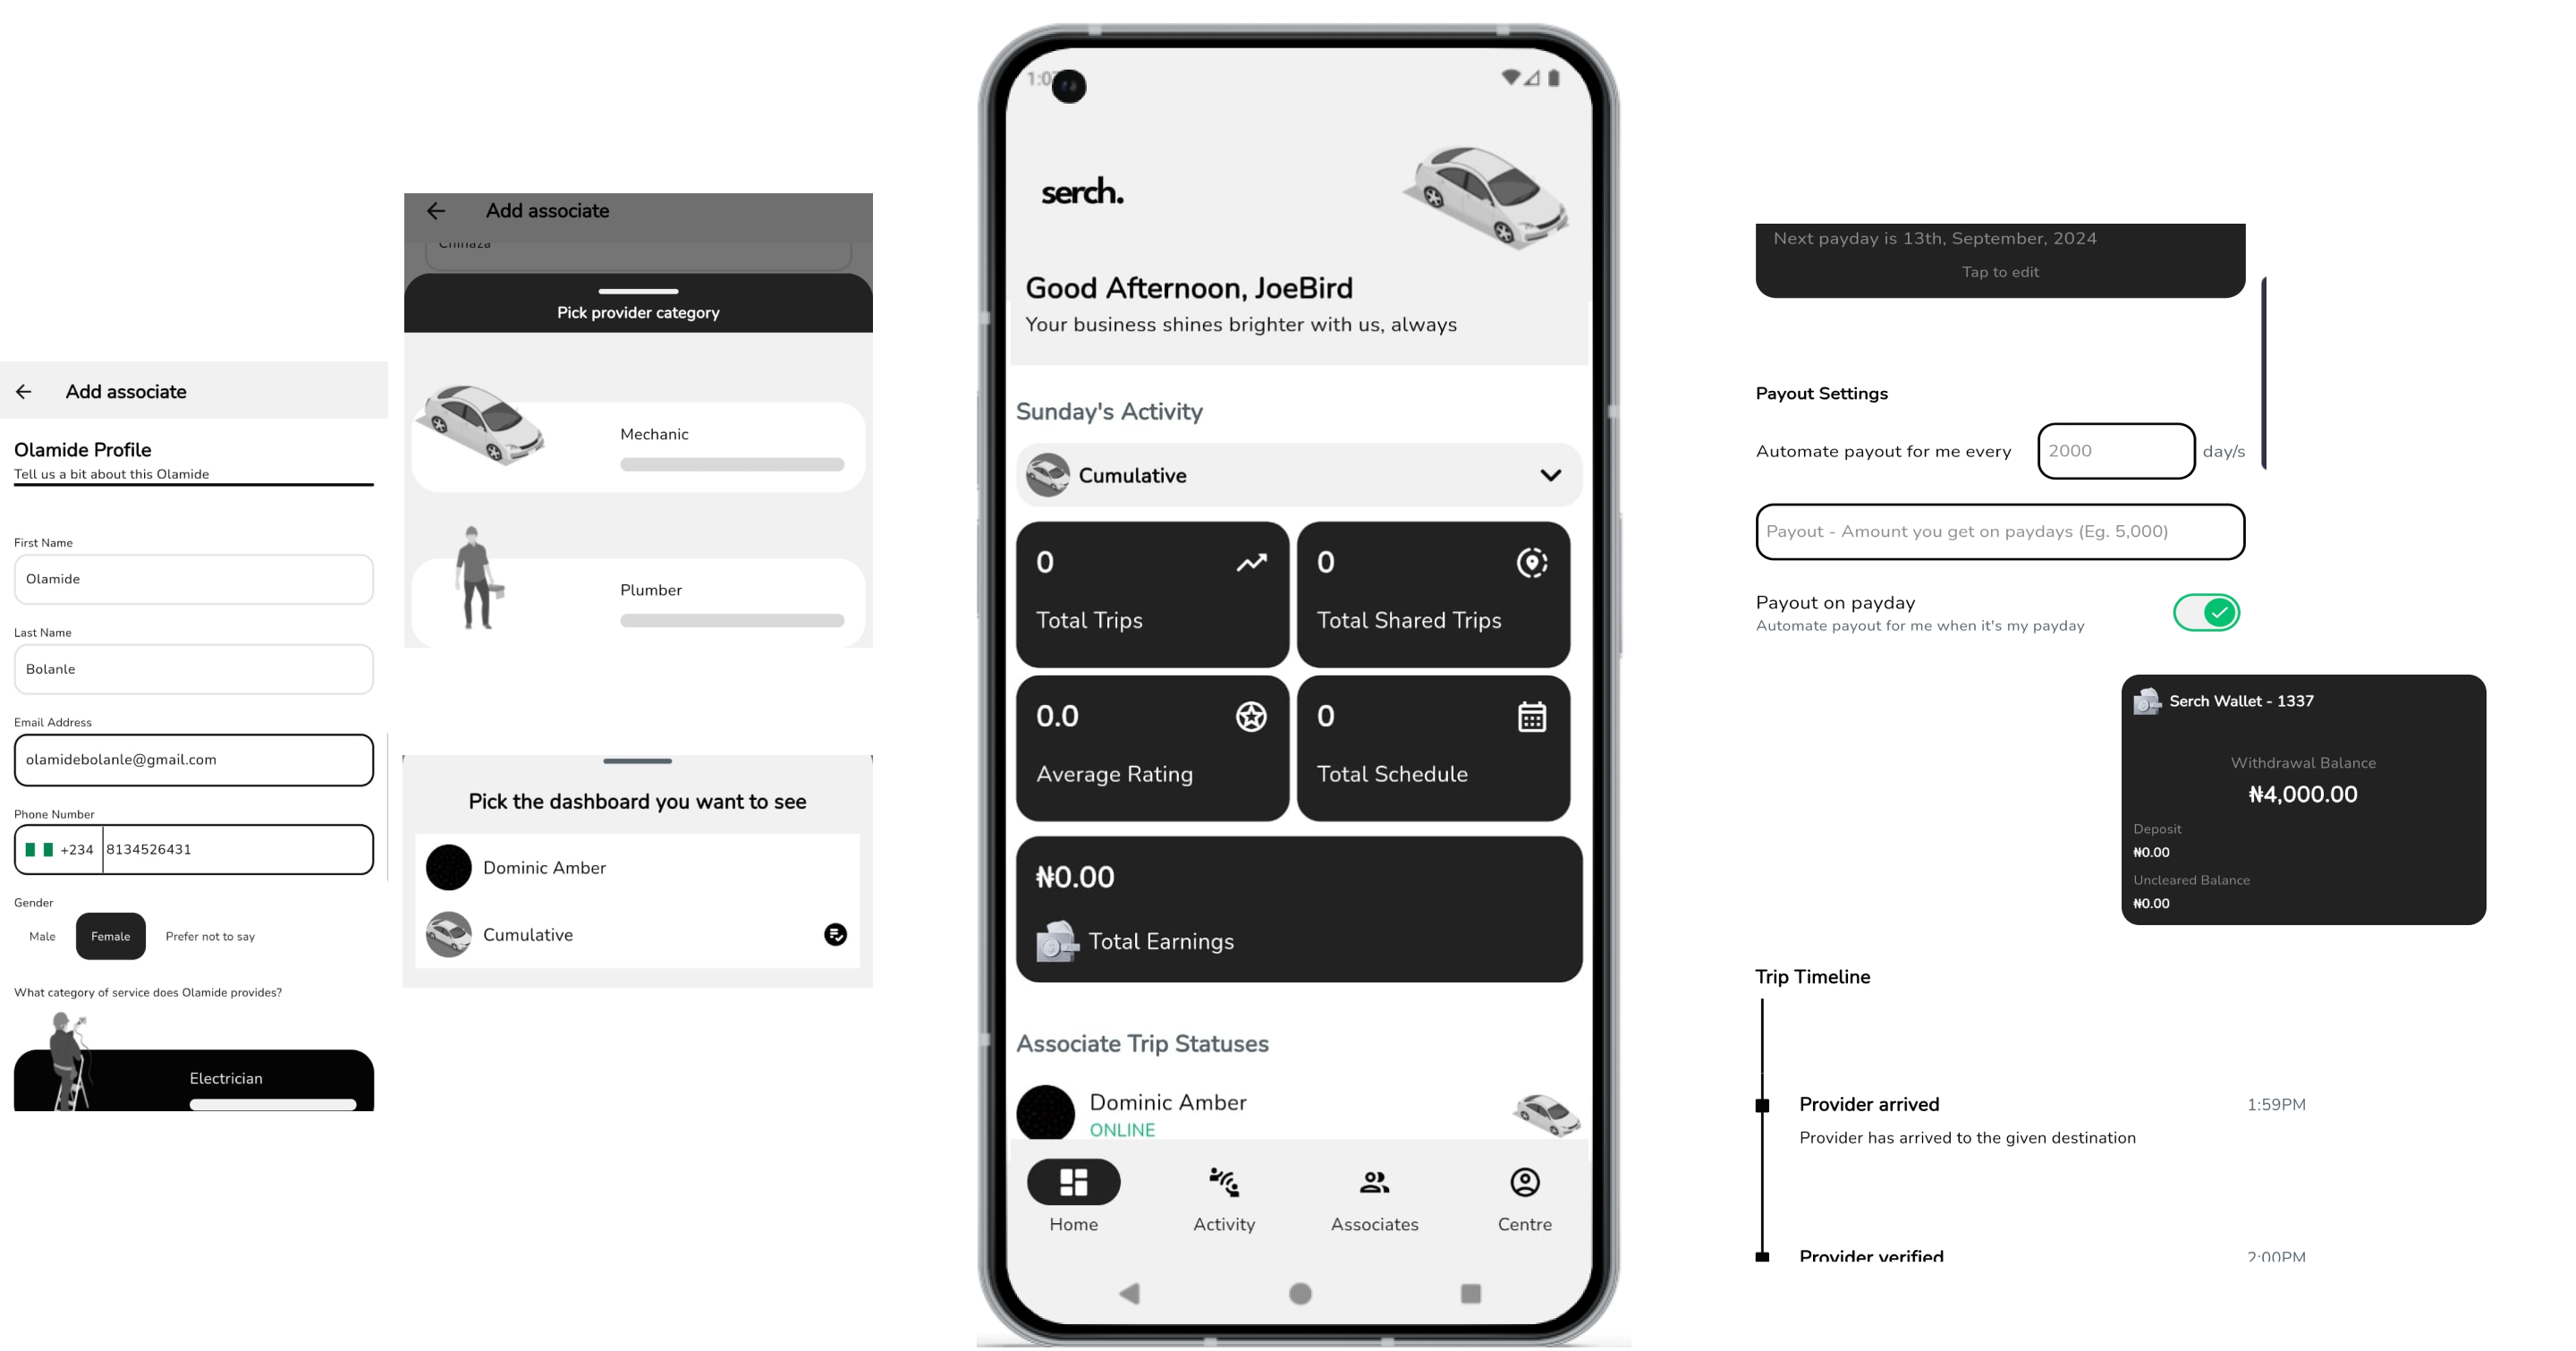 Add associate
Olamide Profile
Tell us a bit about this Olamide
First Name
Olamide
Last Name
Bolanle
Email Address
olamidebolanle@gmail.com
Phone Number
+234 8134526431
Gender
Male Female Prefer not to say
What category of service does Olamide provides?
Electrician
Add associate
Chinaza
Pick provider category
Mechanic
Plumber
Pick the dashboard you want to see
Dominic Amber
Cumulative
serch.
Good Afternoon, JoeBird
Your business shines brighter with us, always
Sunday's Activity
Cumulative
0
Total Trips
0
Total Shared Trips
0.0
Average Rating
0
Total Schedule
₦0.00
Total Earnings
Associate Trip Statuses
Dominic Amber
ONLINE
Home Activity Associates Centre
Next payday is 13th, September, 2024
Tap to edit
Payout Settings
Automate payout for me every 2000 day/s
Payout - Amount you get on paydays (Eg. 5,000)
Payout on payday
Automate payout for me when it's my payday
Serch Wallet - 1337
Withdrawal Balance
₦4,000.00
Deposit
₦0.00
Uncleared Balance
₦0.00
Trip Timeline
Provider arrived 1:59PM
Provider has arrived to the given destination
Provider verified 2:00PM